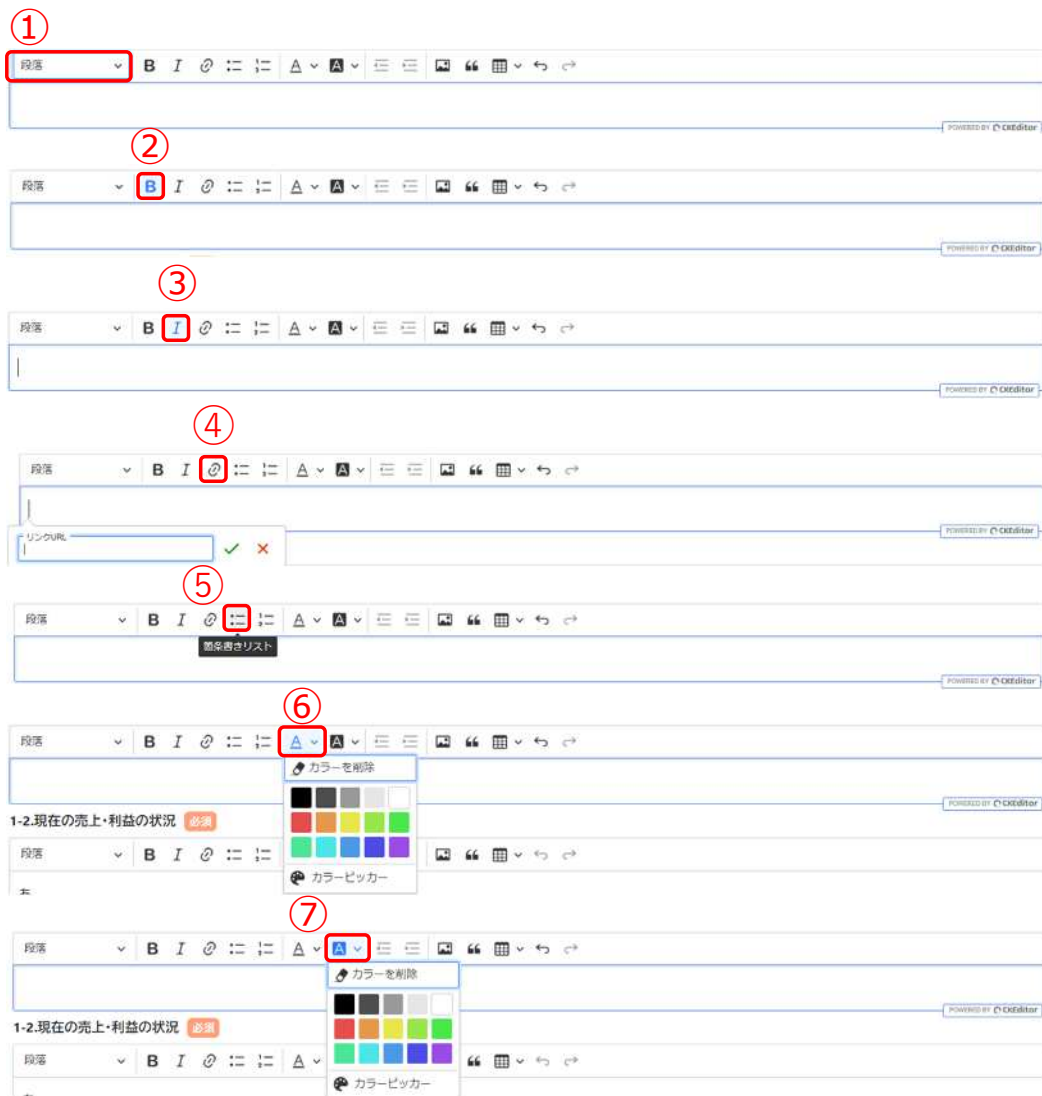 ①
段落 B I A A
POWERED BY CKEditor
②
段落 B I A A
POWERED BY CKEditor
③
段落 B I A A
POWERED BY CKEditor
④
段落 B I A A
POWERED BY CKEditor
リンクURL
⑤
段落 B I A A
箇条書きリスト
POWERED BY CKEditor
⑥
段落 B I A A
カラーを削除
POWERED BY CKEditor
1-2.現在の売上・利益の状況 必須
段落 B I
カラーピッカー
⑦
段落 B I A A
カラーを削除
POWERED BY CKEditor
1-2.現在の売上・利益の状況 必須
段落 B I A
カラーピッカー